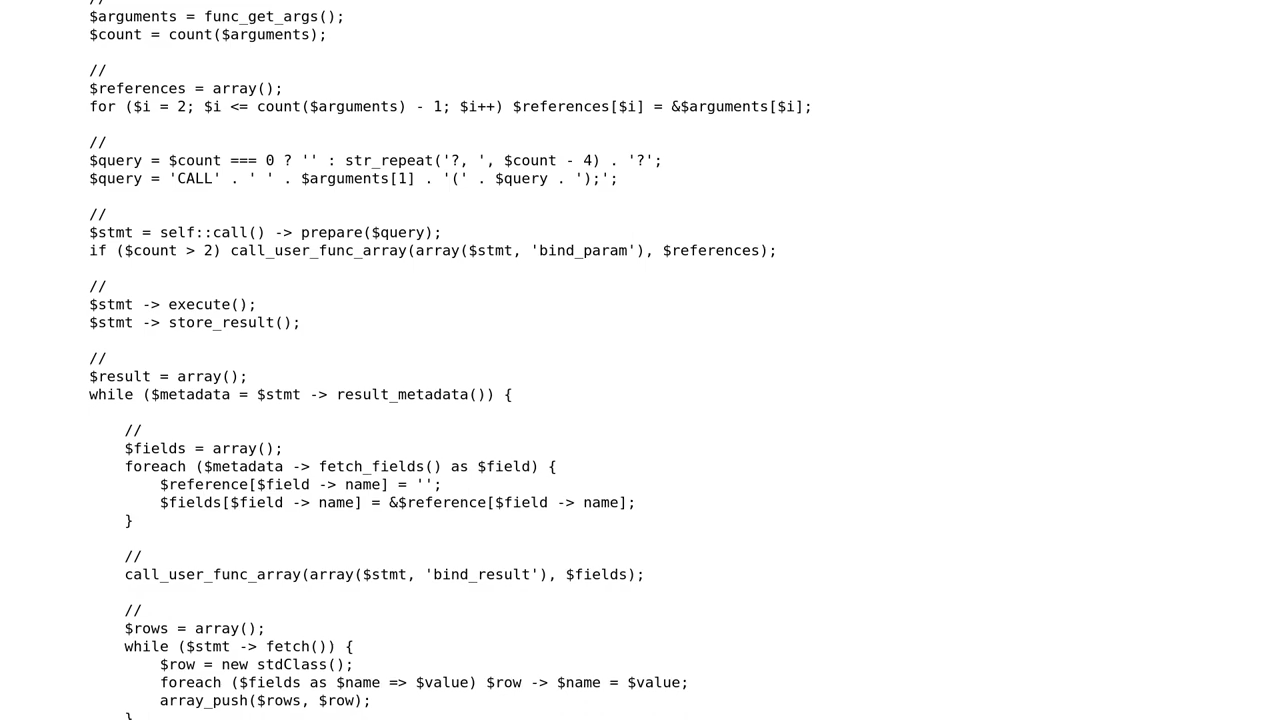 //
$arguments = func_get_args();
$count = count($arguments);
//
$references = array();
for ($i = 2; $i <= count($arguments) - 1; $i++) $references[$i] = &$arguments[$i];
//
$query = $count === 0 ? '' : str_repeat('?, ', $count - 4) . '?';
$query = 'CALL' . ' ' . $arguments[1] . '(' . $query . ');';
//
$stmt = self::call() -> prepare($query);
if ($count > 2) call_user_func_array(array($stmt, 'bind_param'), $references);
//
$stmt -> execute();
$stmt -> store_result();
//
$result = array();
while ($metadata = $stmt -> result_metadata()) {
//
$fields = array();
foreach ($metadata -> fetch_fields() as $field) {
$reference[$field -> name] = '';
$fields[$field -> name] = &$reference[$field -> name];
}
//
call_user_func_array(array($stmt, 'bind_result'), $fields);
//
$rows = array();
while ($stmt -> fetch()) {
$row = new stdClass();
foreach ($fields as $name => $value) $row -> $name = $value;
array_push($rows, $row);
}